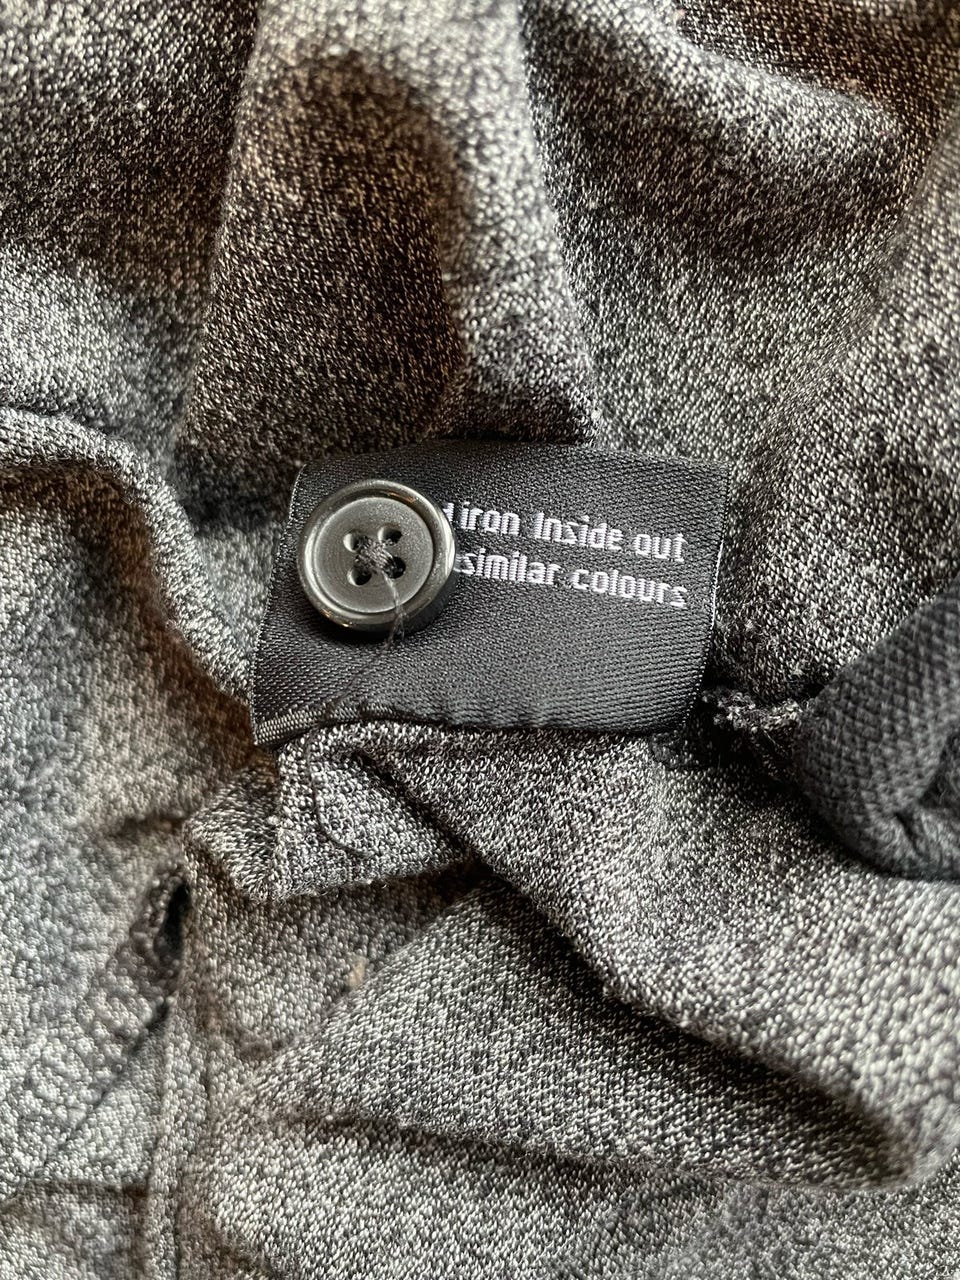 iron Inside out
similar colours